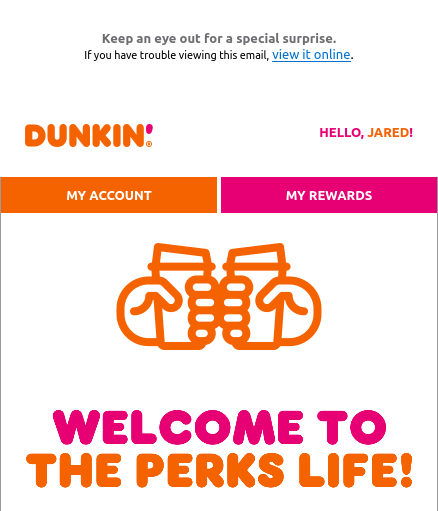 Keep an eye out for a special surprise.
If you have trouble viewing this email, view it online.
DUNKIN'®
HELLO, JARED!
MY ACCOUNT
MY REWARDS
WELCOME TO
THE PERKS LIFE!